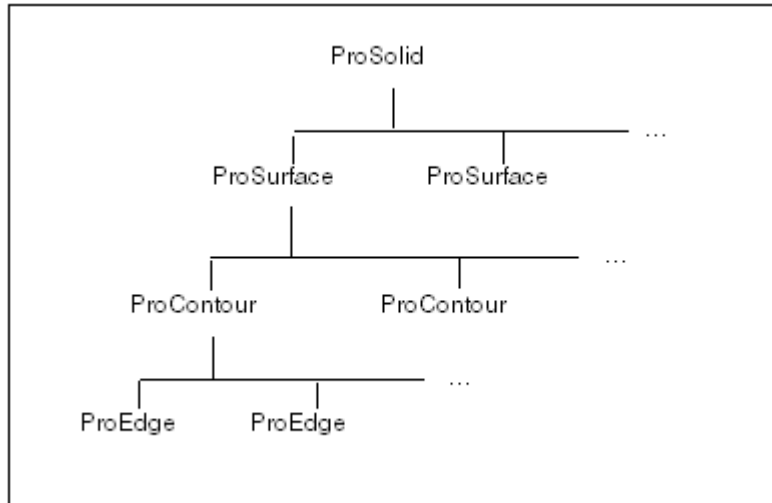 ProSolid
...
ProSurface ProSurface
...
ProContour ProContour
...
ProEdge ProEdge